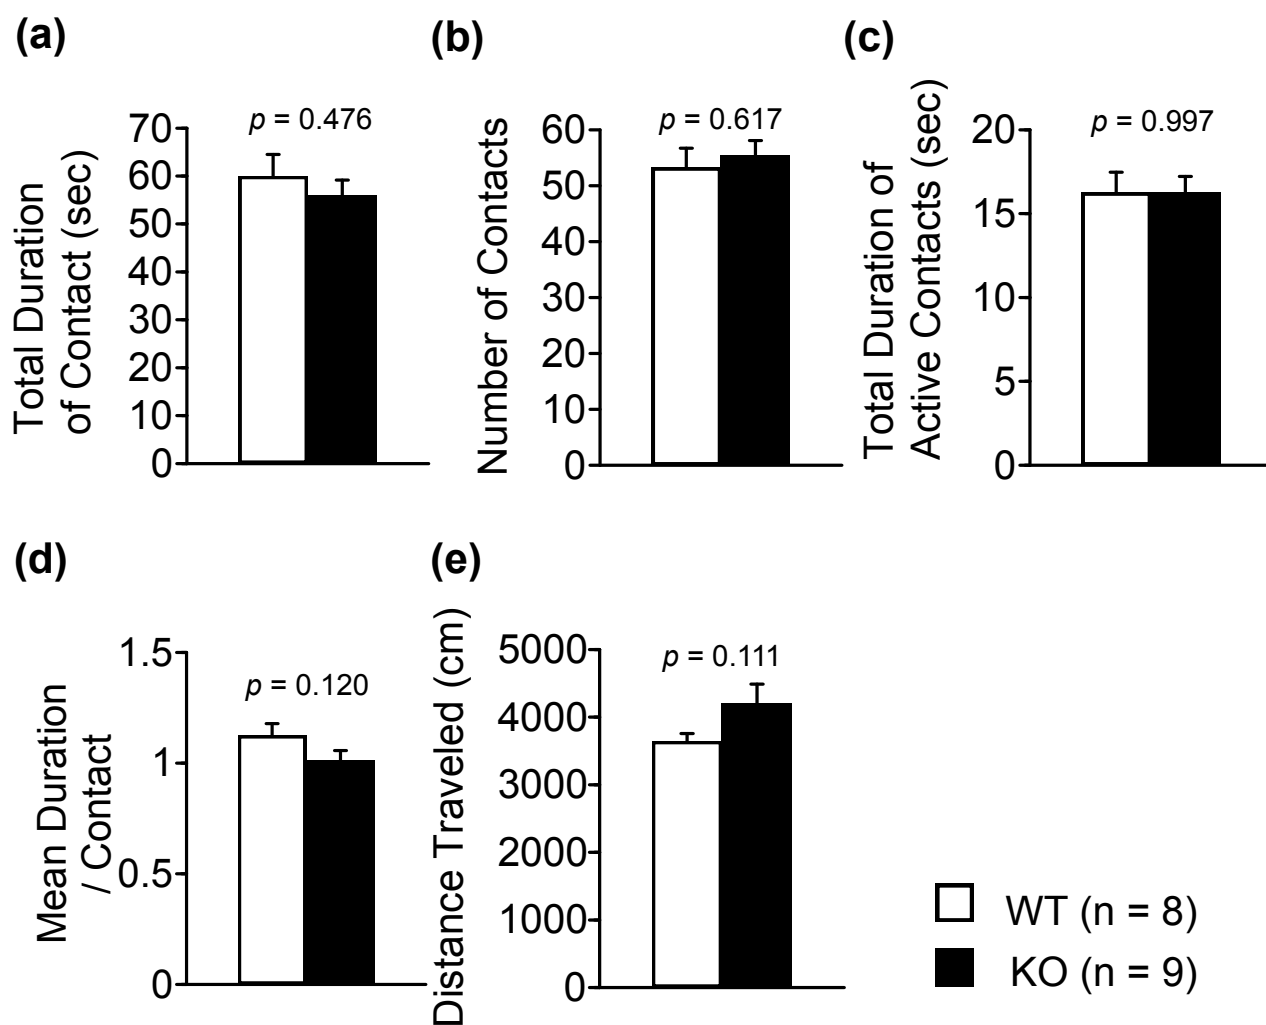 (a)
Total Duration
of Contact (sec)
70
60
50
40
30
20
10
0
p = 0.476
(b)
Number of Contacts
60
50
40
30
20
10
0
p = 0.617
(c)
Total Duration of
Active Contacts (sec)
20
15
10
5
0
p = 0.997
(d)
Mean Duration
/ Contact
1.5
1
0.5
0
p = 0.120
(e)
Distance Traveled (cm)
5000
4000
3000
2000
1000
0
p = 0.111
WT (n = 8)
KO (n = 9)